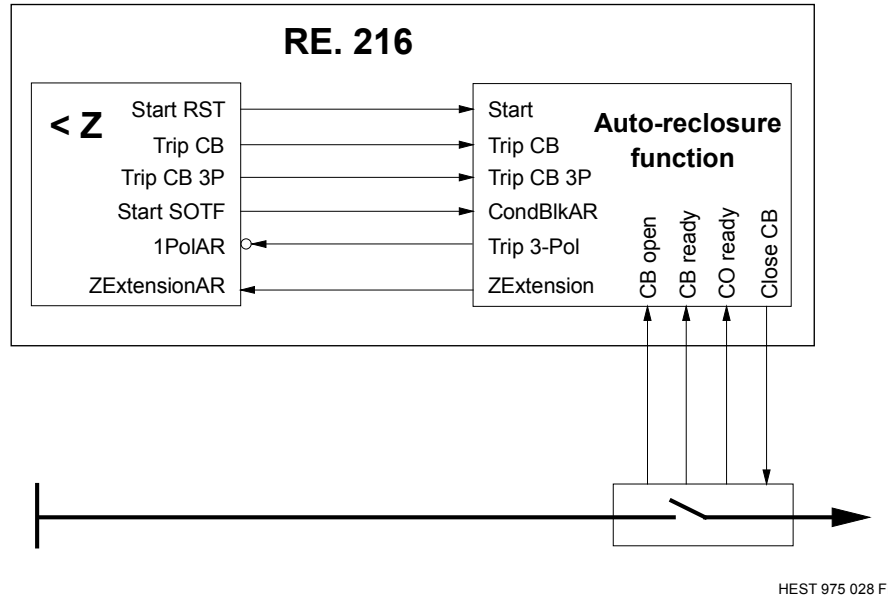 RE. 216
< Z
Start RST
Trip CB
Trip CB 3P
Start SOTF
1PolAR
ZExtensionAR
Start
Trip CB
Trip CB 3P
CondBlkAR
Trip 3-Pol
ZExtension
Auto-reclosure
function
CB open
CB ready
CO ready
Close CB
HEST 975 028 F